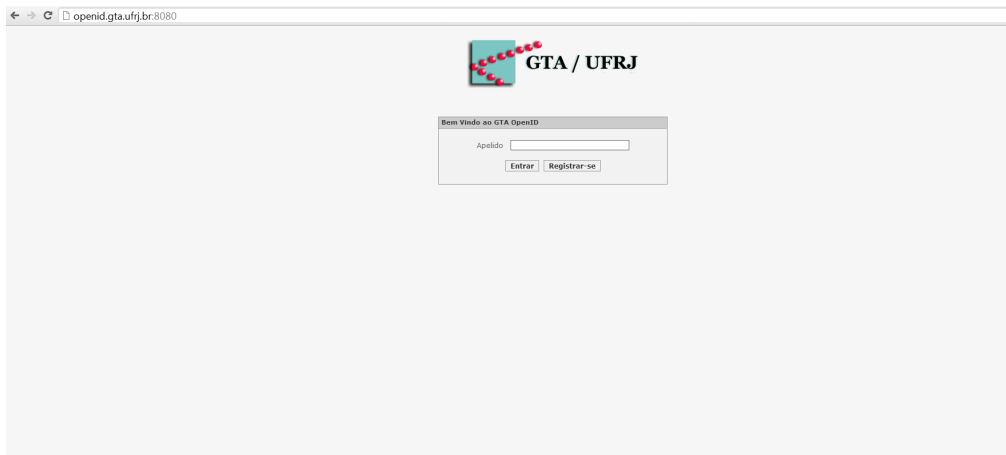 openid.gta.ufrj.br:8080
GTA / UFRJ
Bem Vindo ao GTA OpenID
Apelido
Entrar Registrar-se